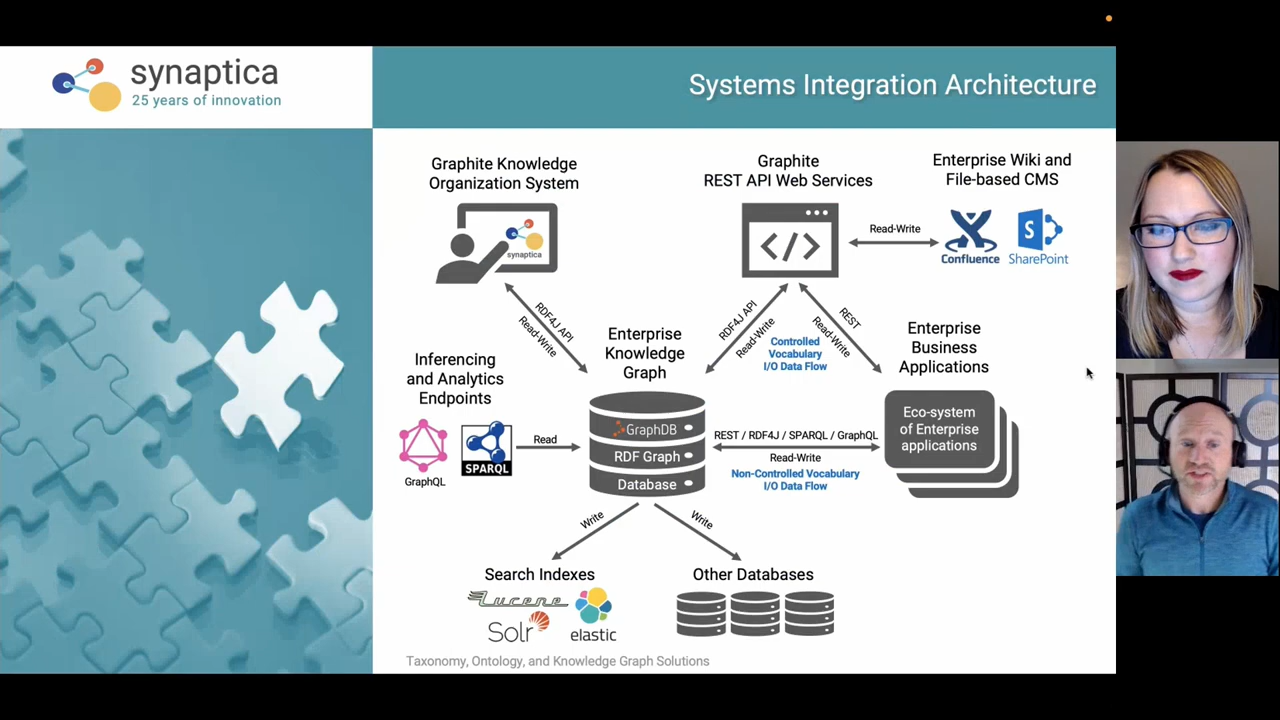 synaptica
25 years of innovation
Systems Integration Architecture
Graphite Knowledge
Organization System
synaptica
Graphite
REST API Web Services
Enterprise Wiki and
File-based CMS
Read-Write
Confluence
S
SharePoint
RDF4J API
Read-Write
RDF4J API
Read-Write
Controlled
Vocabulary
I/O Data Flow
REST
Read-Write
Enterprise
Knowledge
Graph
Enterprise
Business
Applications
Inferencing
and Analytics
Endpoints
GraphQL
SPARQL
Read
GraphDB
RDF Graph
Database
REST / RDF4J / SPARQL / GraphQL
Read-Write
Non-Controlled Vocabulary
I/O Data Flow
Eco-system
of Enterprise
applications
Write
Write
Search Indexes
Lucene
Solr
elastic
Other Databases
Taxonomy, Ontology, and Knowledge Graph Solutions